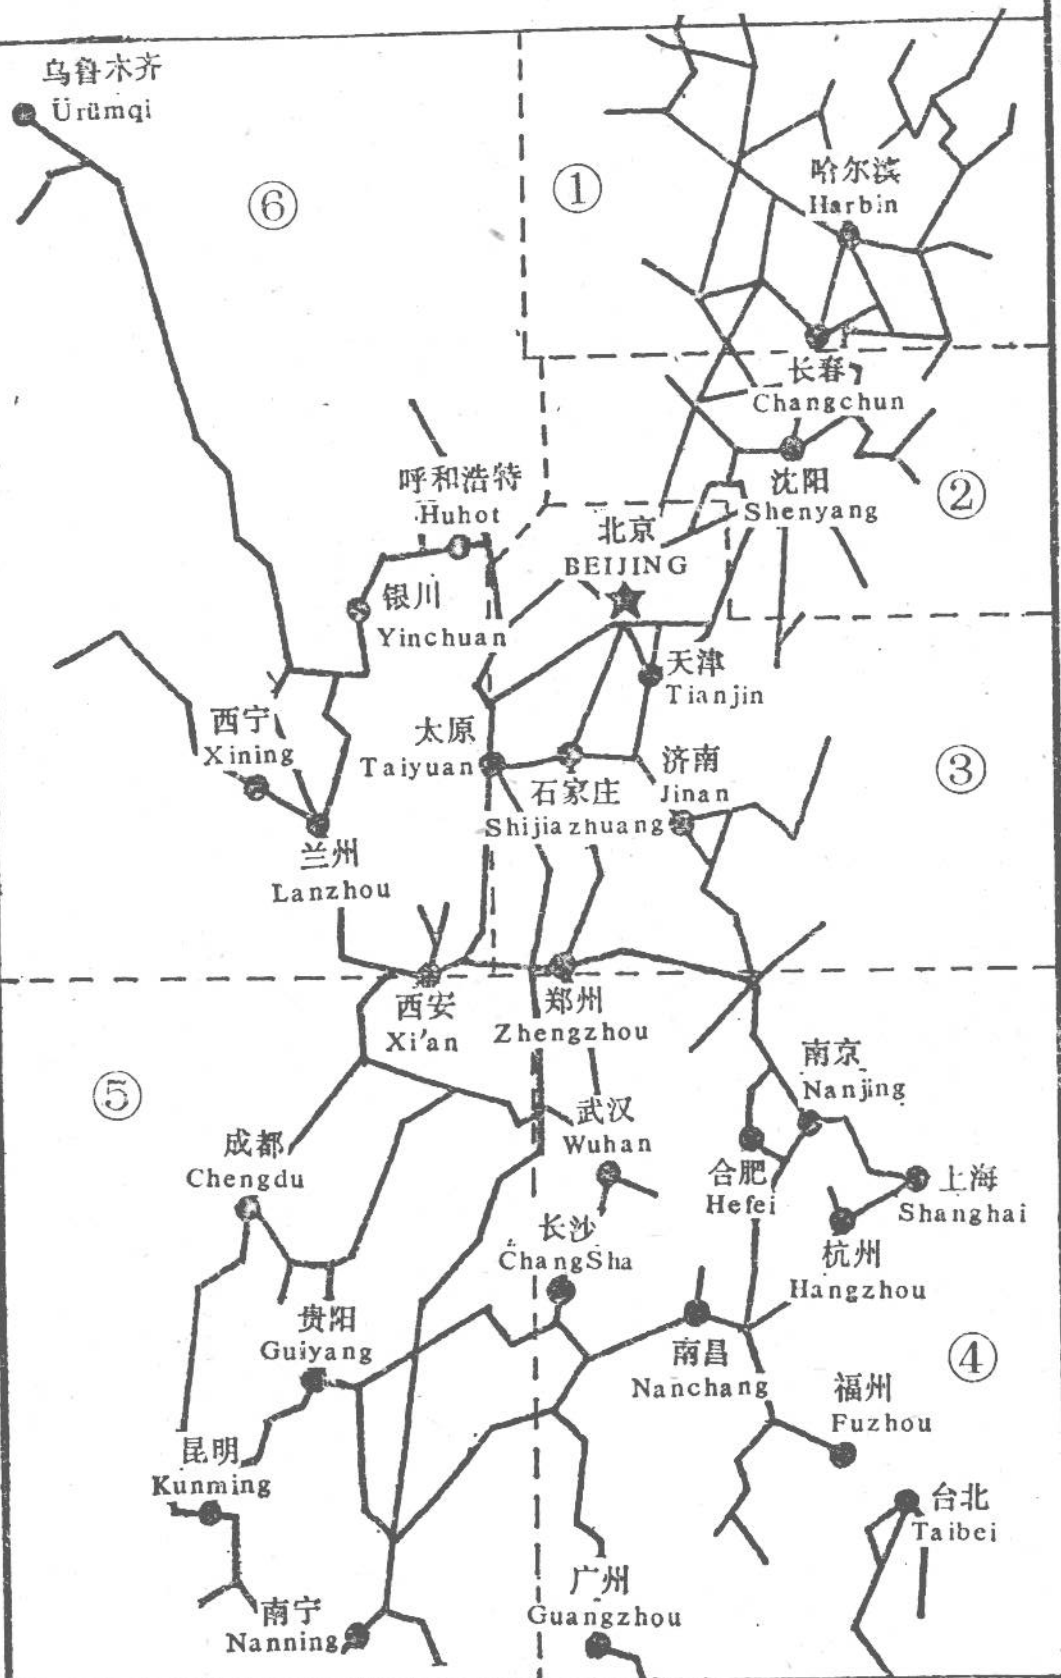 乌鲁木齐
Ürümqi
⑥
①
哈尔滨
Harbin
长春
Changchun
呼和浩特
Huhot
沈阳
Shenyang
②
北京
BEIJING
银川
Yinchuan
天津
Tianjin
西宁
Xining
太原
Taiyuan
石家庄
Shijiazhuang
济南
Jinan
③
兰州
Lanzhou
西安
Xi'an
郑州
Zhengzhou
南京
Nanjing
⑤
武汉
Wuhan
成都
Chengdu
合肥
Hefei
上海
Shanghai
长沙
ChangSha
杭州
Hangzhou
贵阳
Guiyang
南昌
Nanchang
④
福州
Fuzhou
昆明
Kunming
台北
Taibei
广州
Guangzhou
南宁
Nanning